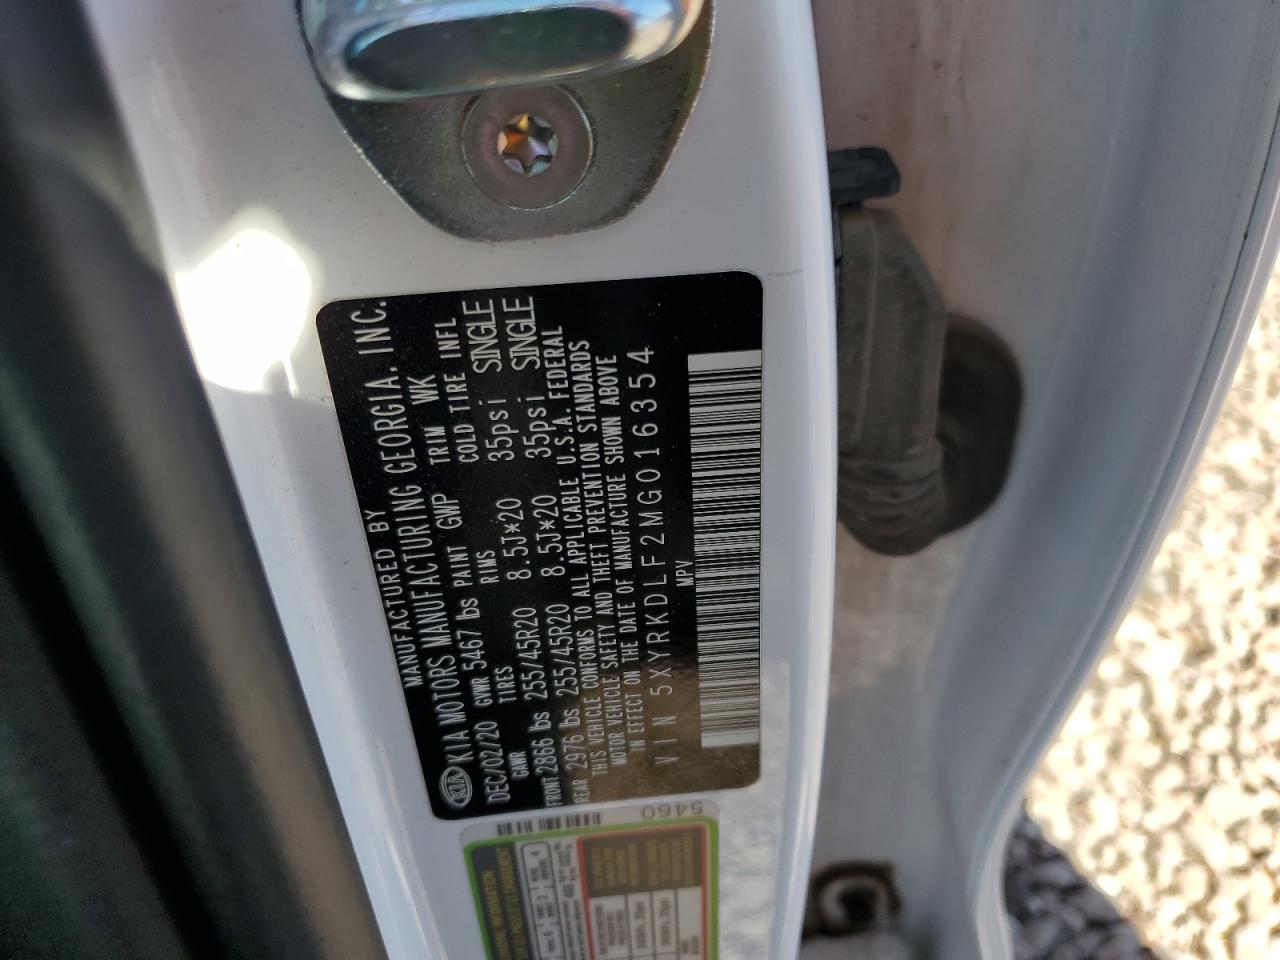 MANUFACTURED BY
KIA KIA MOTORS MANUFACTURING GEORGIA, INC.
DEC/02/20 GVWR 5467 lbs PAINT GWP TRIM WK
GAWR TIRES RIMS COLD TIRE INFL
FRONT 2866 lbs 255/45R20 8.5J*20 35psi SINGLE
REAR 2976 lbs 255/45R20 8.5J*20 35psi SINGLE
THIS VEHICLE CONFORMS TO ALL APPLICABLE U.S.A. FEDERAL
MOTOR VEHICLE SAFETY AND THEFT PREVENTION STANDARDS
IN EFFECT ON THE DATE OF MANUFACTURE SHOWN ABOVE
VIN 5XYRKDLF2MG016354
MPV
5460